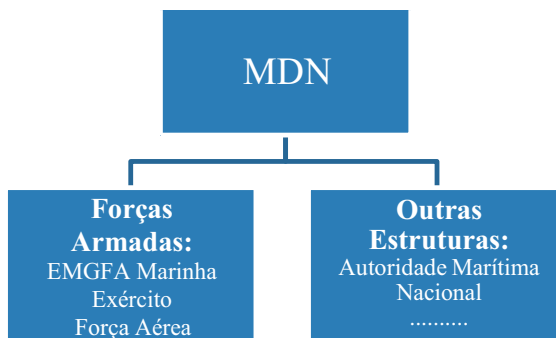 MDN
Forças
Armadas:
EMGFA Marinha
Exército
Força Aérea
Outras
Estruturas:
Autoridade Marítima
Nacional
..........